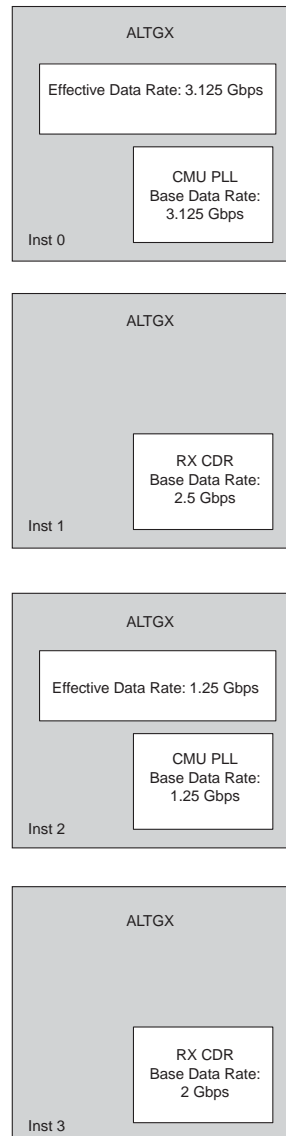 ALTGX
Effective Data Rate: 3.125 Gbps
CMU PLL
Base Data Rate:
3.125 Gbps
Inst 0
ALTGX
RX CDR
Base Data Rate:
2.5 Gbps
Inst 1
ALTGX
Effective Data Rate: 1.25 Gbps
CMU PLL
Base Data Rate:
1.25 Gbps
Inst 2
ALTGX
RX CDR
Base Data Rate:
2 Gbps
Inst 3